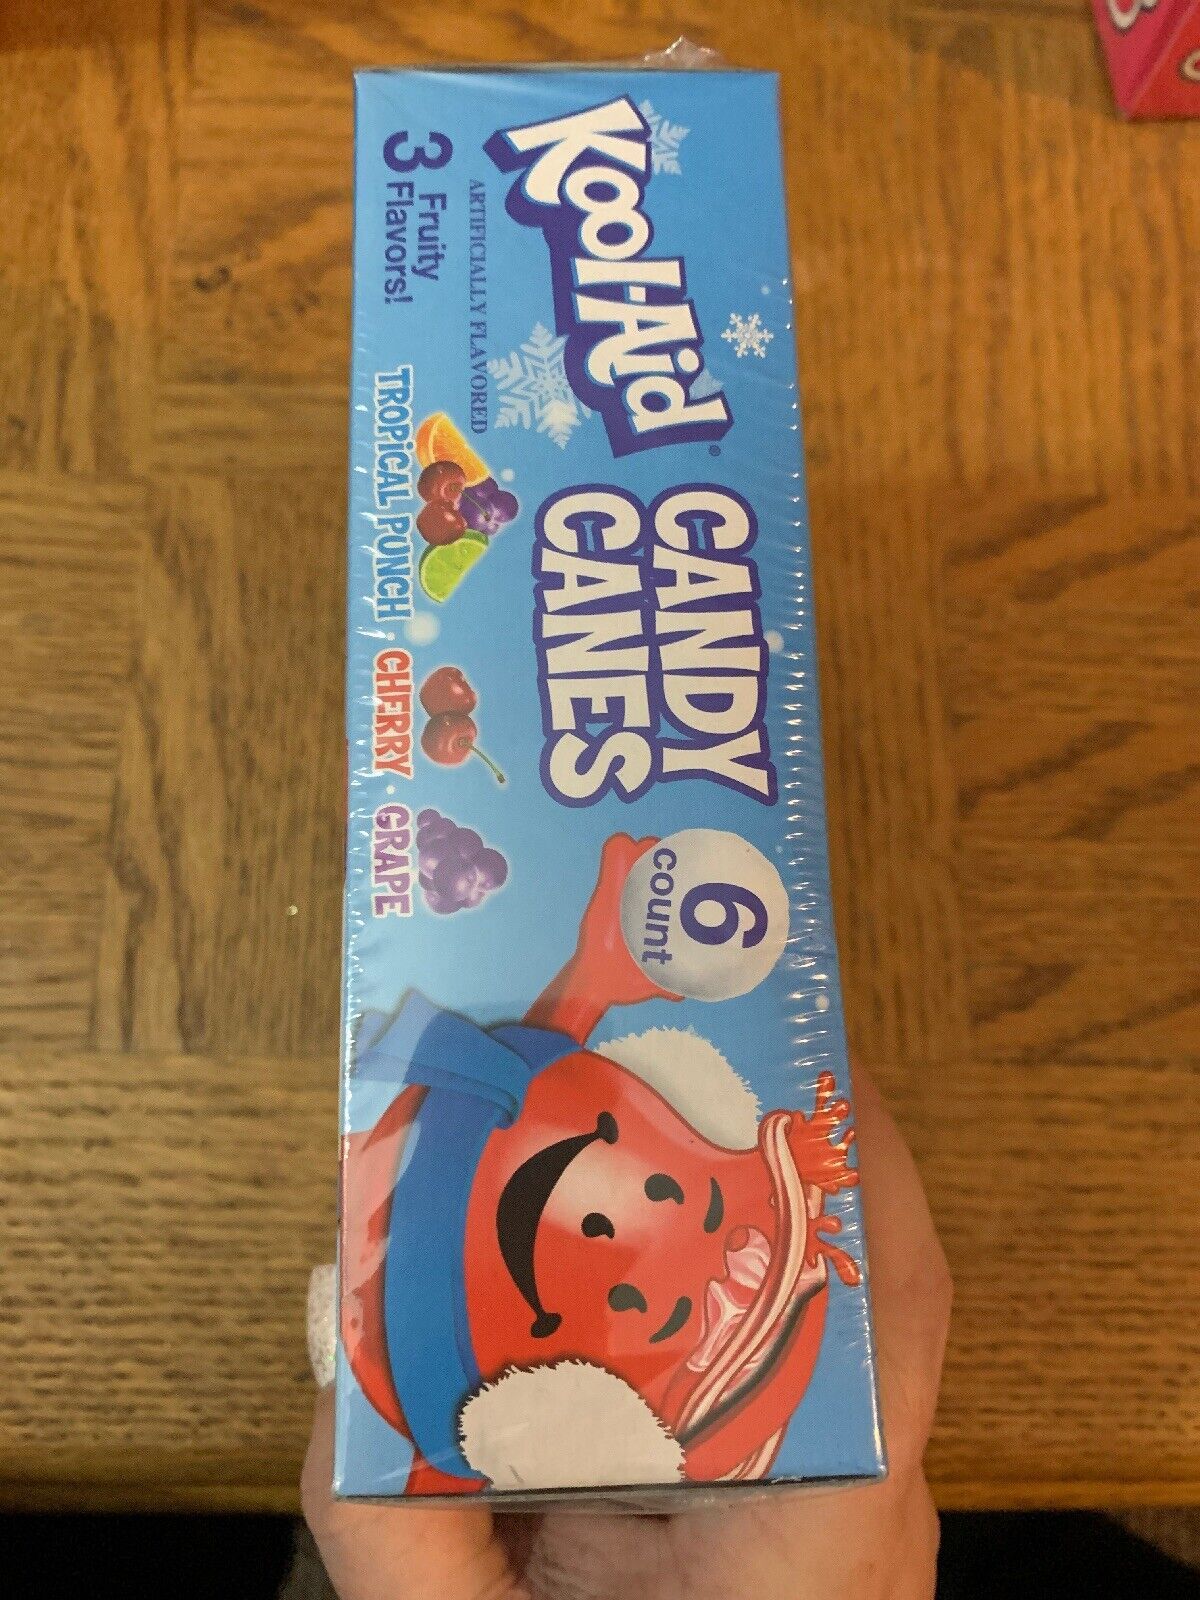 Kool-Aid®
ARTIFICIALLY FLAVORED
3 Fruity
Flavors!
CANDY
CANES
6
count
TROPiCAL PUNCH · CHERRY · GRAPE